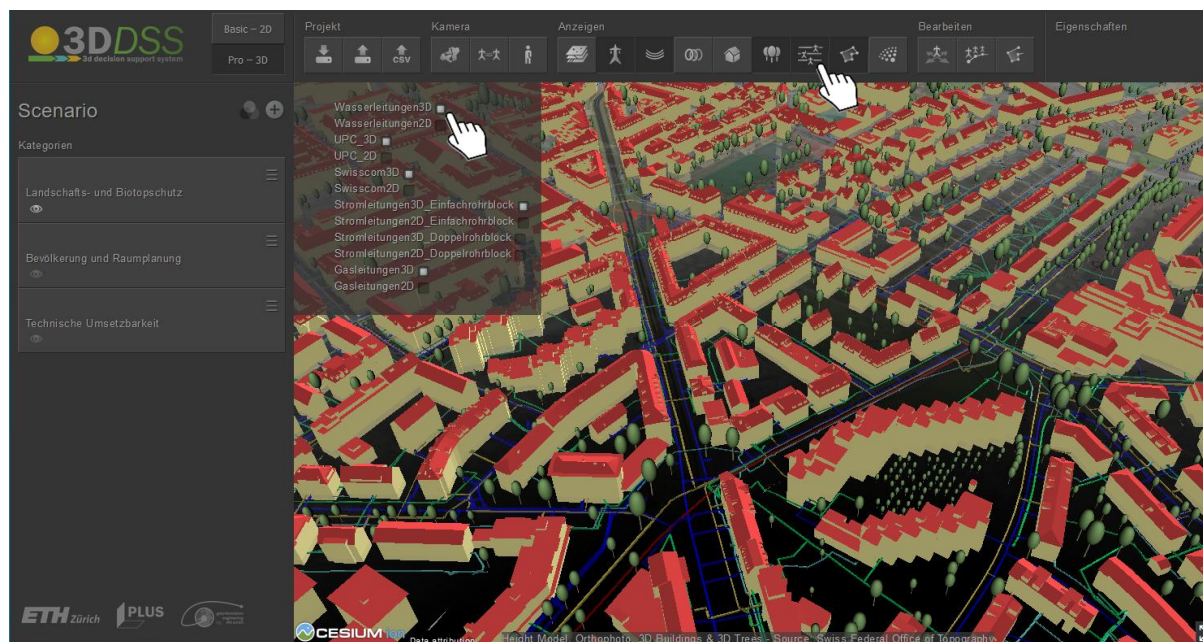 3DDSS
3d decision support system
Basic – 2D
Pro – 3D
Projekt
Kamera
Anzeigen
Bearbeiten
Eigenschaften
CSV
Scenario
Kategorien
Landschafts- und Biotopschutz
Bevölkerung und Raumplanung
Technische Umsetzbarkeit
Wasserleitungen3D
Wasserleitungen2D
UPC_3D
UPC_2D
Swisscom3D
Swisscom2D
Stromleitungen3D_Einfachrohrblock
Stromleitungen2D_Einfachrohrblock
Stromleitungen3D_Doppelrohrblock
Stromleitungen2D_Doppelrohrblock
Gasleitungen3D
Gasleitungen2D
ETH Zürich
PLUS
CESIUM ion
Data attribution
Height Model, Orthophoto, 3D Buildings & 3D Trees - Source: Swiss Federal Office of Topography